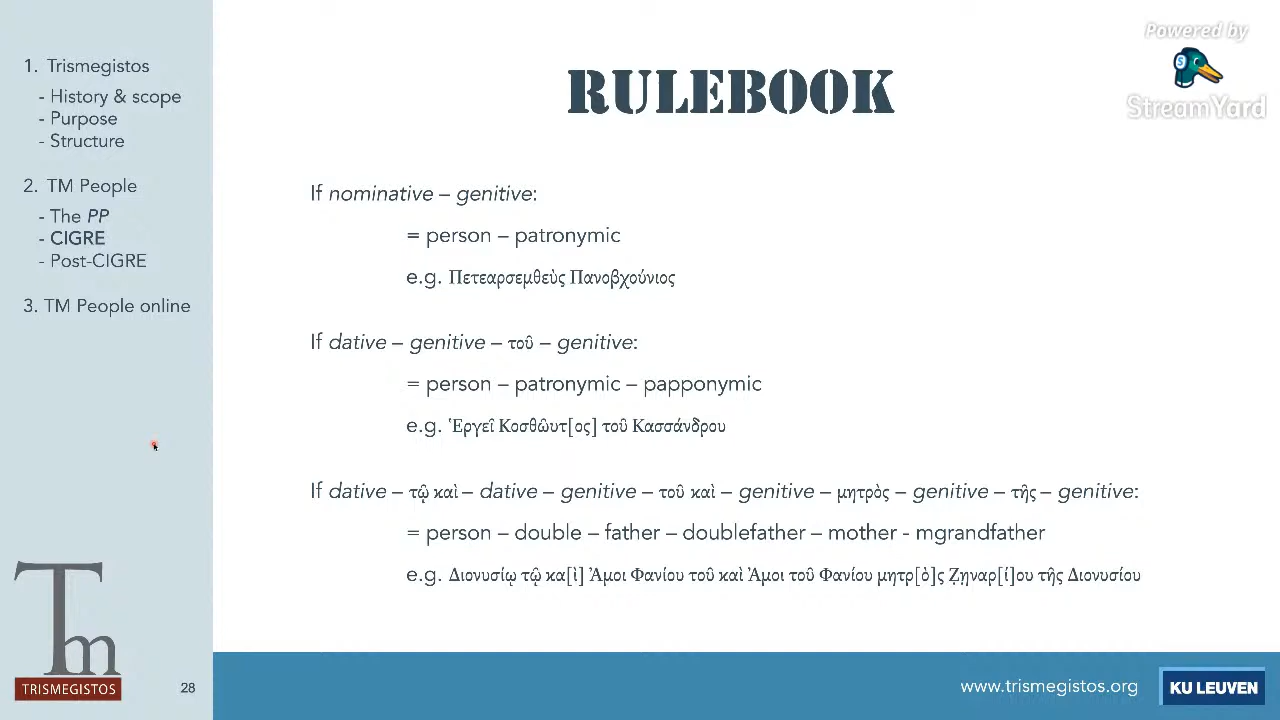 1. Trismegistos
- History & scope
- Purpose
- Structure
2. TM People
- The PP
- CIGRE
- Post-CIGRE
3. TM People online
Tm
TRISMEGISTOS
28
RULEBOOK
If nominative – genitive:
= person – patronymic
e.g. Πετεαρσεμθεὺς Πανοβχούνιος
If dative – genitive – τοῦ – genitive:
= person – patronymic – papponymic
e.g. Ἑργεῖ Κοσθῶυτ[ος] τοῦ Κασσάνδρου
If dative – τῷ καὶ – dative – genitive – τοῦ καὶ – genitive – μητρὸς – genitive – τῆς – genitive:
= person – double – father – doublefather – mother - mgrandfather
e.g. Διονυσίῳ τῷ κα[ὶ] Ἀμοι Φανίου τοῦ καὶ Ἀμοι τοῦ Φανίου μητρ[ὸ]ς Ζ̣η̣ναρ[ί]ου τῆς Διονυσίου
www.trismegistos.org
KU LEUVEN
Powered by
StreamYard